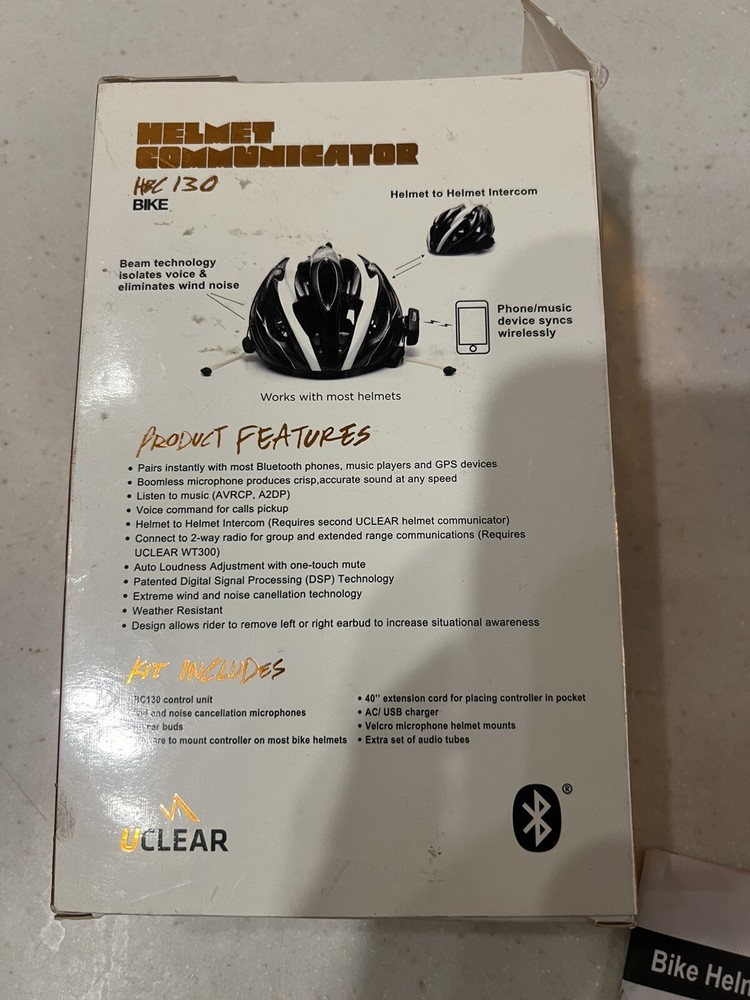 HELMET
COMMUNICATOR
HBC 130
BIKE
Helmet to Helmet Intercom
Beam technology
isolates voice &
eliminates wind noise
Phone/music
device syncs
wirelessly
Works with most helmets
PRODUCT FEATURES
• Pairs instantly with most Bluetooth phones, music players and GPS devices
• Boomless microphone produces crisp,accurate sound at any speed
• Listen to music (AVRCP, A2DP)
• Voice command for calls pickup
• Helmet to Helmet Intercom (Requires second UCLEAR helmet communicator)
• Connect to 2-way radio for group and extended range communications (Requires
UCLEAR WT300)
• Auto Loudness Adjustment with one-touch mute
• Patented Digital Signal Processing (DSP) Technology
• Extreme wind and noise canellation technology
• Weather Resistant
• Design allows rider to remove left or right earbud to increase situational awareness
KIT INCLUDES
BC130 control unit
and noise cancellation microphones
ear buds
to mount controller on most bike helmets
• 40" extension cord for placing controller in pocket
• AC/ USB charger
• Velcro microphone helmet mounts
• Extra set of audio tubes
UCLEAR
®
Bike Heln